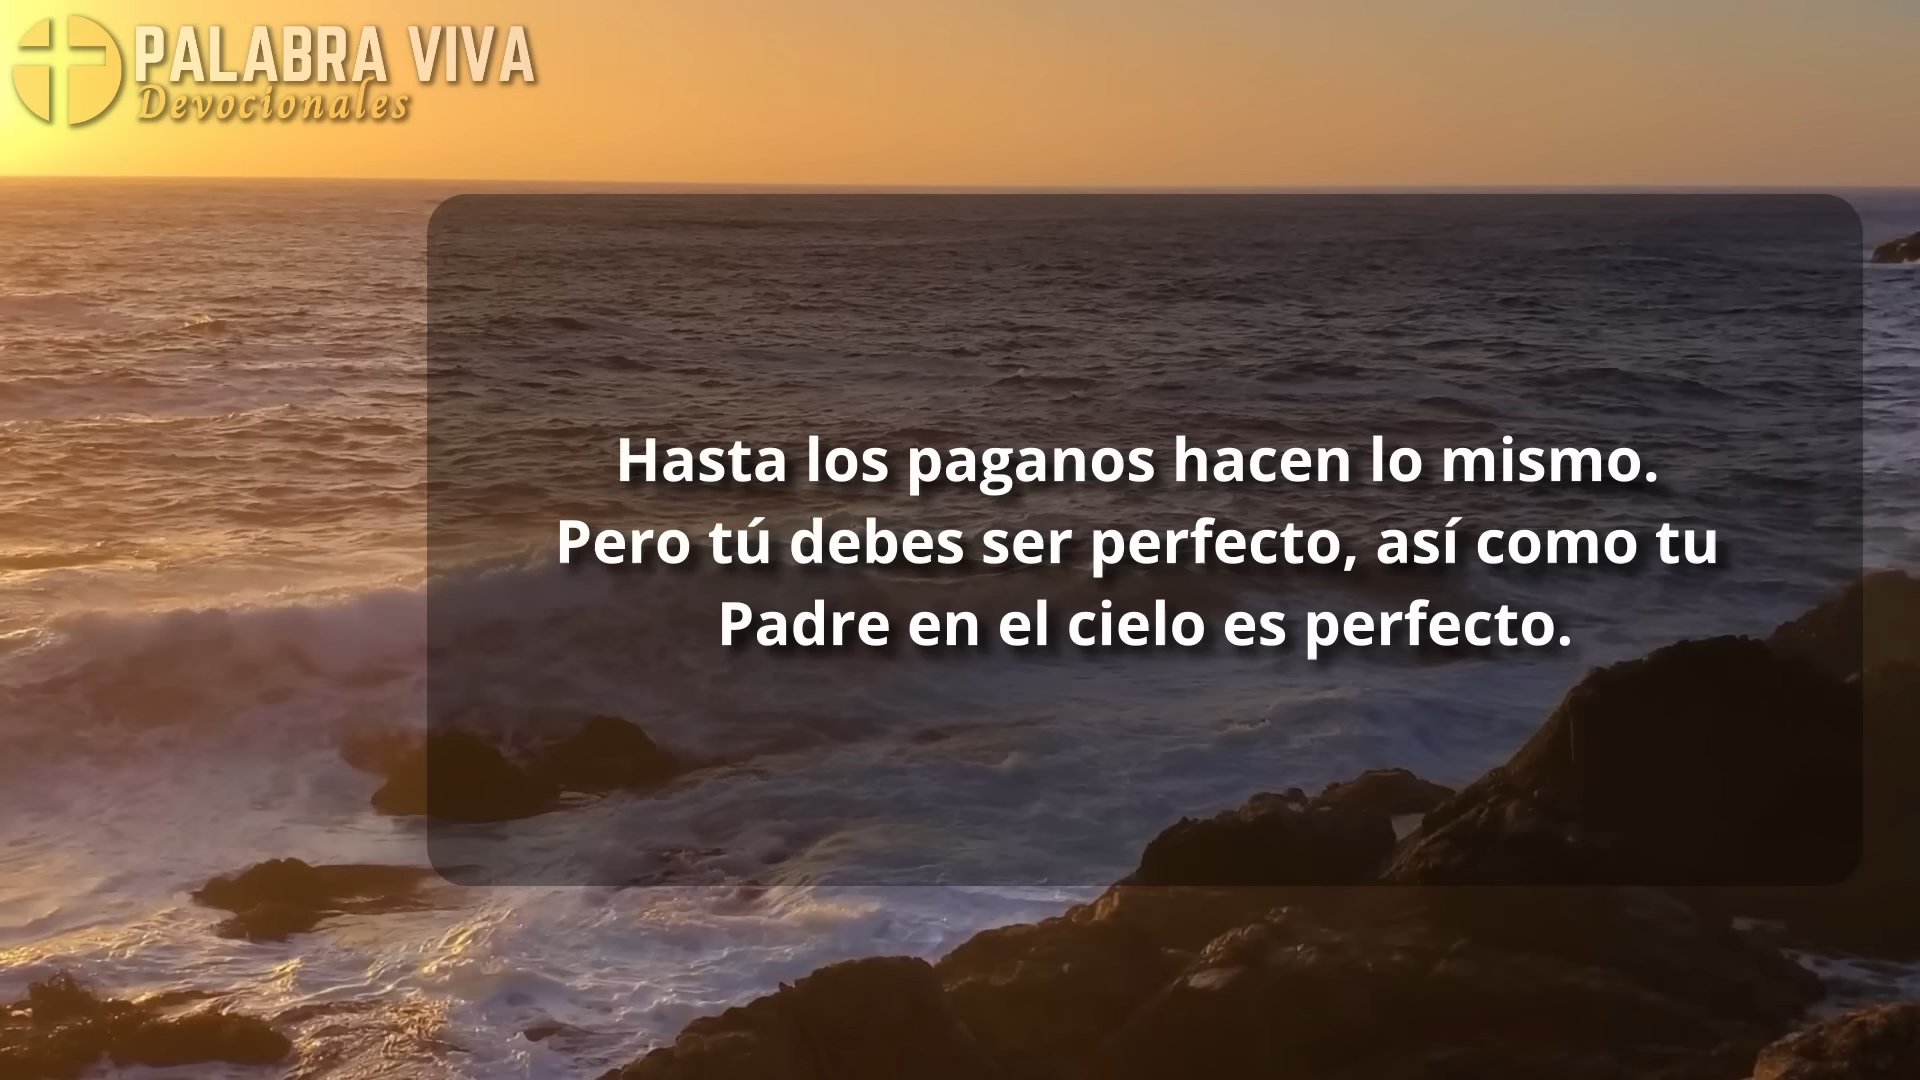 PALABRA VIVA
Devocionales
Hasta los paganos hacen lo mismo.
Pero tú debes ser perfecto, así como tu
Padre en el cielo es perfecto.